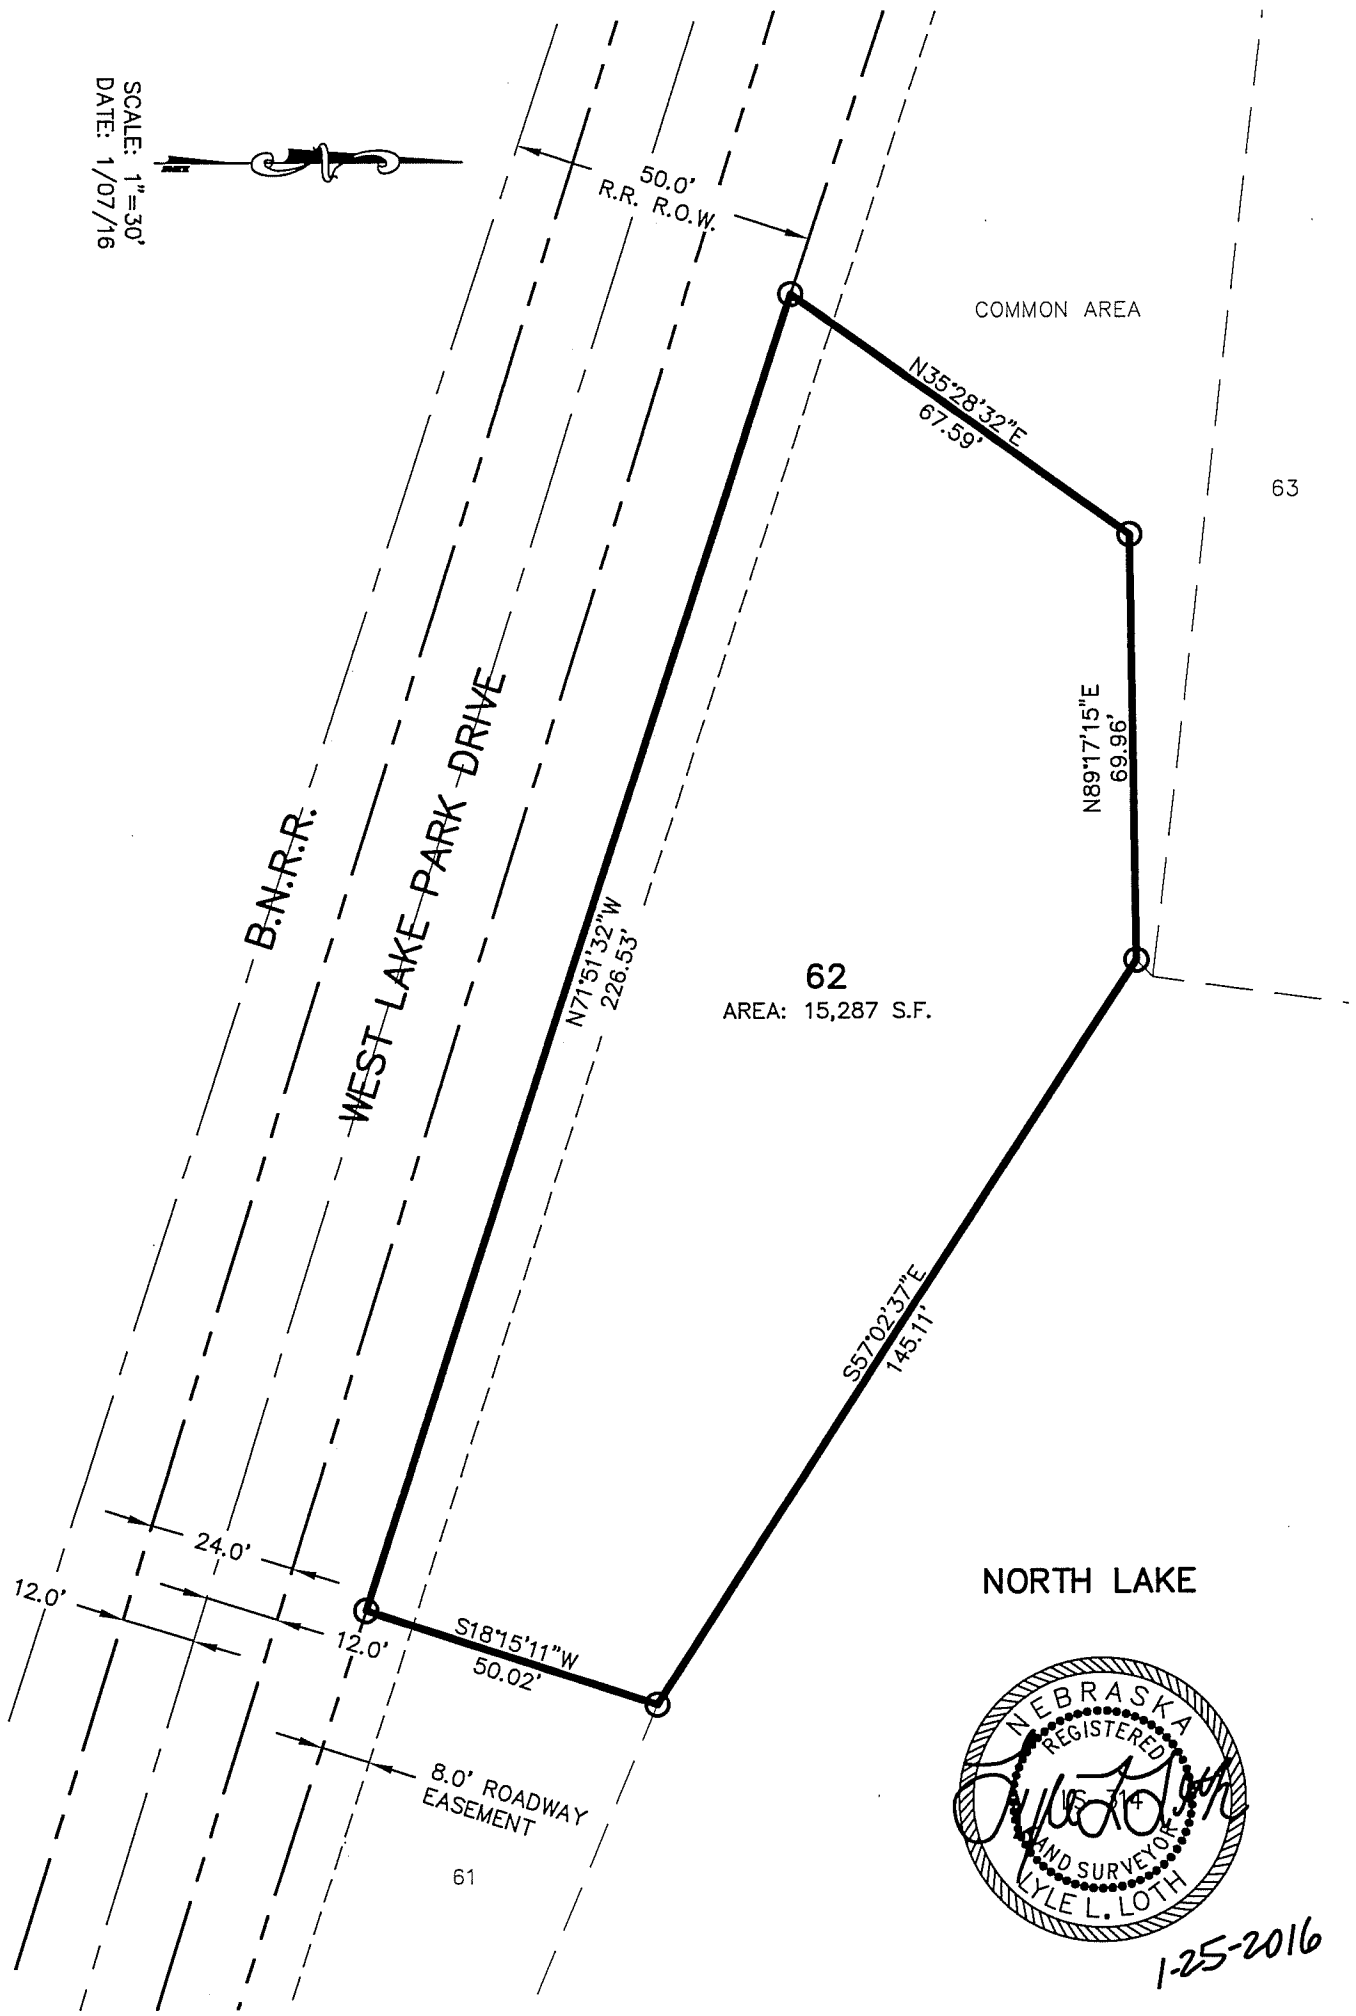 SCALE: 1"=30'
DATE: 1/07/16
50.0'
R.R. R.O.W.
COMMON AREA
N35°28'32"E
67.59'
63
N89°17'15"E
69.96'
B.N.R.R.
WEST LAKE PARK DRIVE
N71°51'32"W
226.53'
62
AREA: 15,287 S.F.
S57°02'37"E
145.11'
24.0'
12.0'
12.0'
S18°15'11"W
50.02'
8.0' ROADWAY
EASEMENT
61
NORTH LAKE
NEBRASKA
REGISTERED
LS-314
LAND SURVEYOR
LYLE L. LOTH
1-25-2016